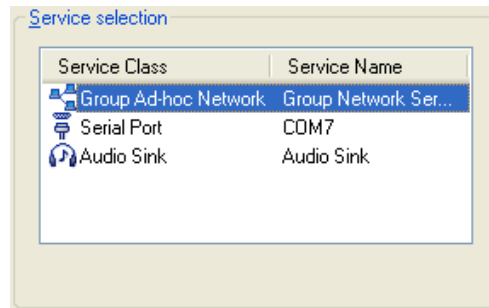 Service selection
Service Class Service Name
Group Ad-hoc Network Group Network Ser...
Serial Port COM7
Audio Sink Audio Sink